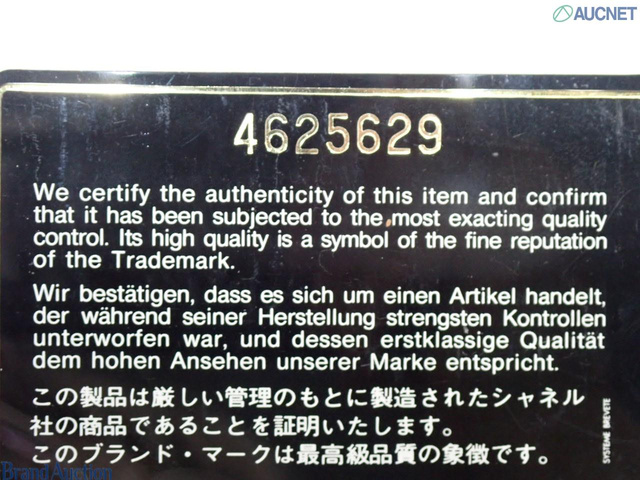 AUCNET
4625629
We certify the authenticity of this item and confirm
that it has been subjected to the most exacting quality
control. Its high quality is a symbol of the fine reputation
of the Trademark.
Wir bestätigen, dass es sich um einen Artikel handelt,
der während seiner Herstellung strengsten Kontrollen
unterworfen war, und dessen erstklassige Qualität
dem hohen Ansehen unserer Marke entspricht.
この製品は厳しい管理のもとに製造されたシャネル
社の商品であることを証明いたします。
このブランド・マークは最高級品質の象徴です。
SYSTEME BREVETE
Brand Auction